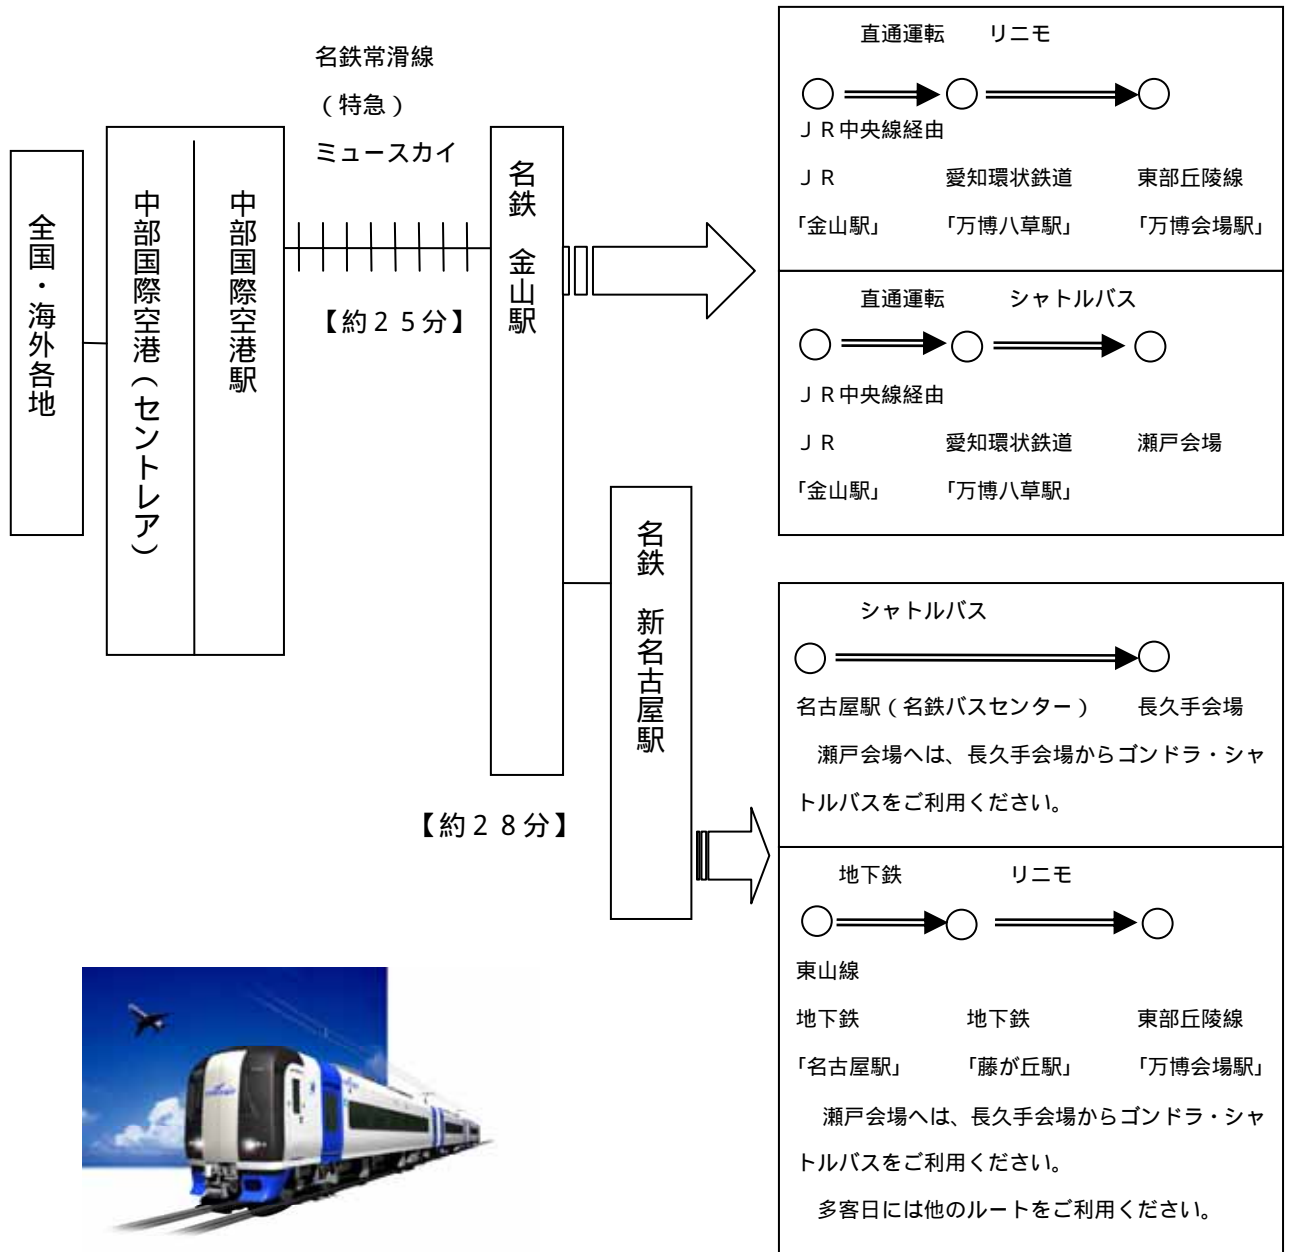 全国・海外各地
中部国際空港（セントレア）
中部国際空港駅
名鉄常滑線
（特急）
ミュースカイ
【約２５分】
名鉄　金山駅
直通運転　リニモ
ＪＲ中央線経由
ＪＲ　愛知環状鉄道　東部丘陵線
「金山駅」　「万博八草駅」　「万博会場駅」
直通運転　シャトルバス
ＪＲ中央線経由
ＪＲ　愛知環状鉄道　瀬戸会場
「金山駅」　「万博八草駅」
名鉄　新名古屋駅
【約２８分】
シャトルバス
名古屋駅（名鉄バスセンター）　長久手会場
瀬戸会場へは、長久手会場からゴンドラ・シャ
トルバスをご利用ください。
地下鉄　リニモ
東山線
地下鉄　地下鉄　東部丘陵線
「名古屋駅」　「藤が丘駅」　「万博会場駅」
瀬戸会場へは、長久手会場からゴンドラ・シャ
トルバスをご利用ください。
多客日には他のルートをご利用ください。